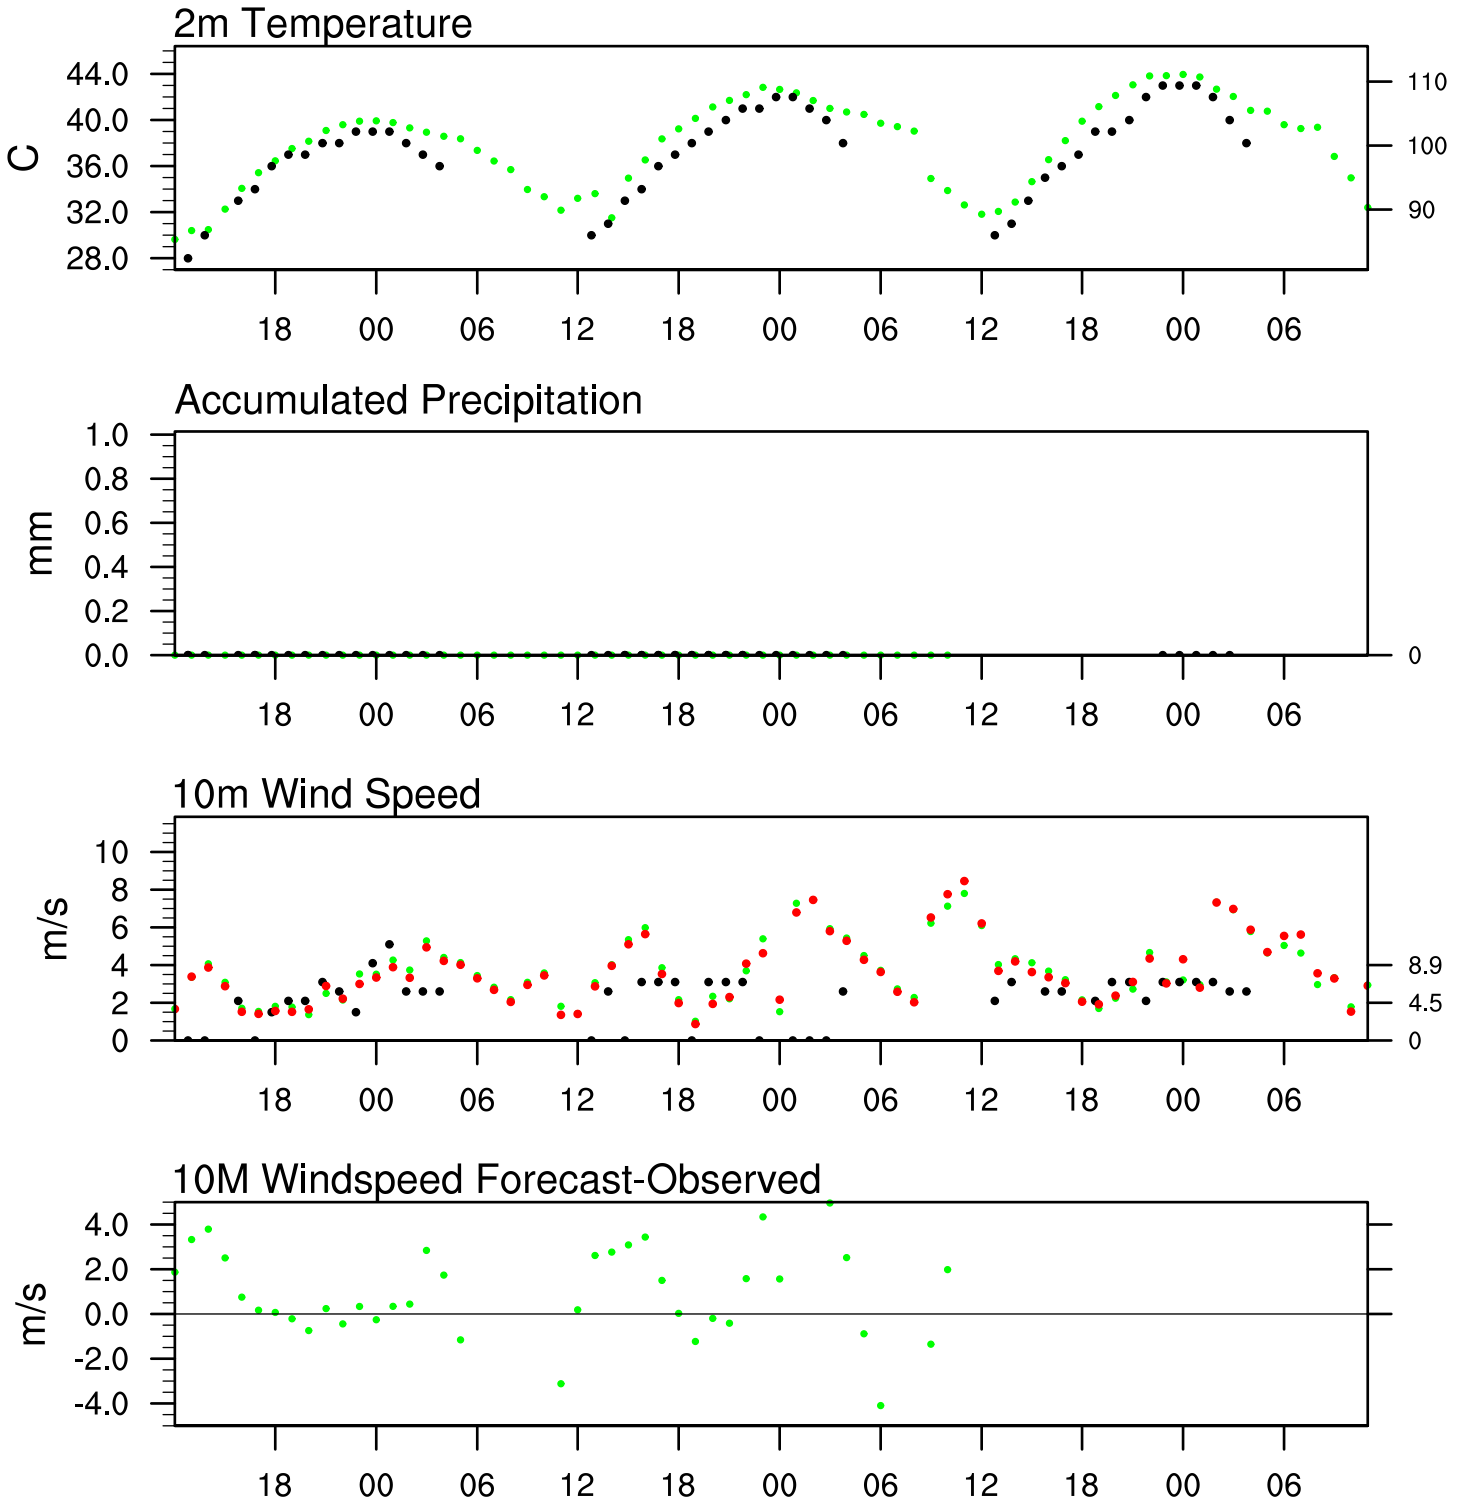 2m Temperature
44.0
40.0
36.0
32.0
28.0
C
110
100
90
18 00 06 12 18 00 06 12 18 00 06
Accumulated Precipitation
1.0
0.8
0.6
0.4
0.2
0.0
mm
0
18 00 06 12 18 00 06 12 18 00 06
10m Wind Speed
10
8
6
4
2
0
m/s
8.9
4.5
0
18 00 06 12 18 00 06 12 18 00 06
10M Windspeed Forecast-Observed
4.0
2.0
0.0
-2.0
-4.0
m/s
18 00 06 12 18 00 06 12 18 00 06